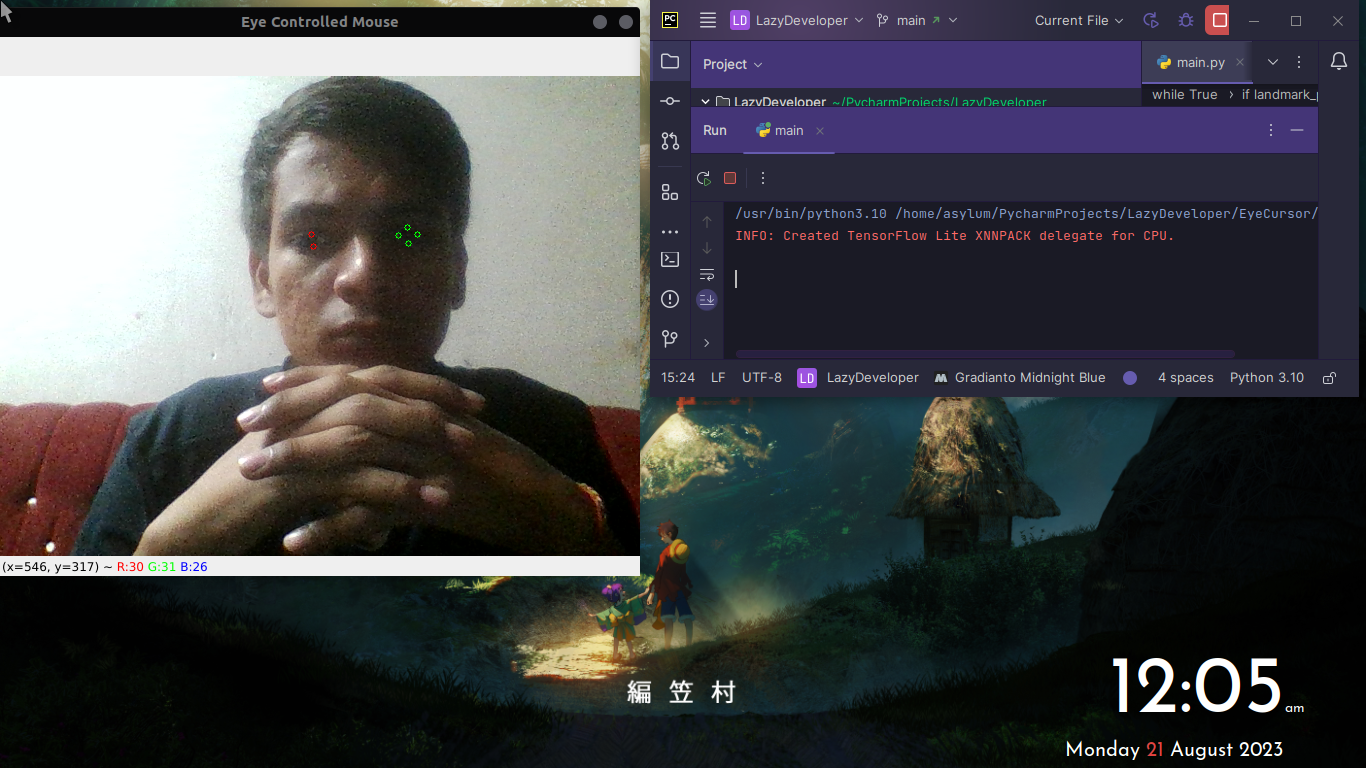 Eye Controlled Mouse
(x=546, y=317) ~ R:30 G:31 B:26
PC LD LazyDeveloper main Current File
Project main.py
LazyDeveloper ~/PycharmProjects/LazyDeveloper
while True › if landmark_
Run main
/usr/bin/python3.10 /home/asylum/PycharmProjects/LazyDeveloper/EyeCursor/
INFO: Created TensorFlow Lite XNNPACK delegate for CPU.
15:24 LF UTF-8 LD LazyDeveloper Gradianto Midnight Blue 4 spaces Python 3.10
編笠村
12:05 am
Monday 21 August 2023